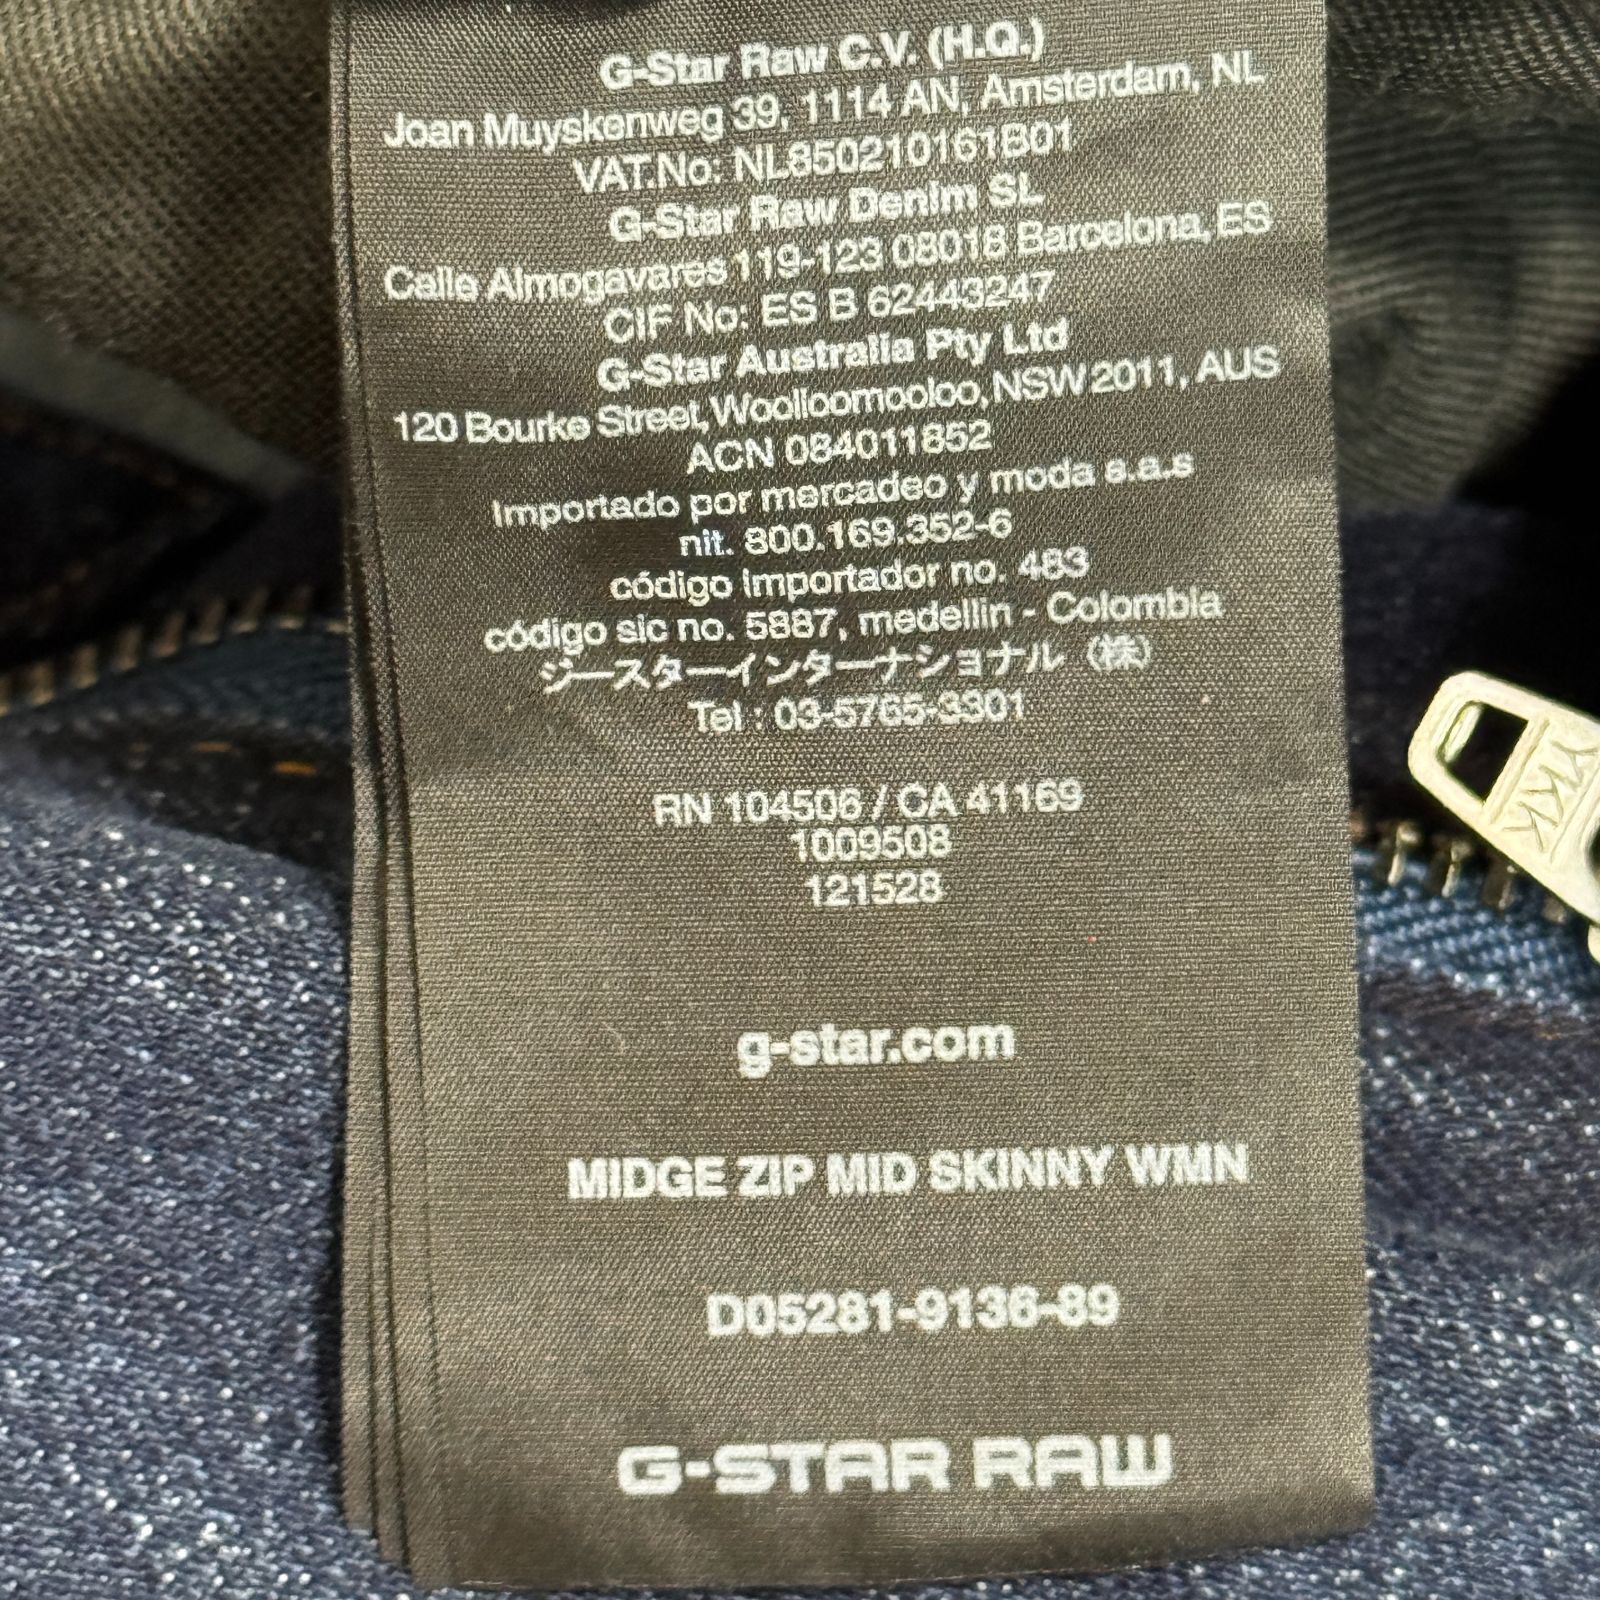 G-Star Raw C.V. (H.Q.)
Joan Muyskenweg 39, 1114 AN, Amsterdam, NL
VAT.No: NL850210161B01
G-Star Raw Denim SL
Calle Almogavares 119-123 08018 Barcelona, ES
CIF No: ES B 62443247
G-Star Australia Pty Ltd
120 Bourke Street, Woolloomooloo, NSW 2011, AUS
ACN 084011852
Importado por mercadeo y moda s.a.s
nit. 800.169.352-6
código importador no. 483
código sic no. 5887, medellin - Colombia
ジースターインターナショナル (株)
Tel : 03-5765-3301
RN 104506 / CA 41169
1009508
121528
g-star.com
MIDGE ZIP MID SKINNY WMN
D05281-9136-89
G-STAR RAW
YKK